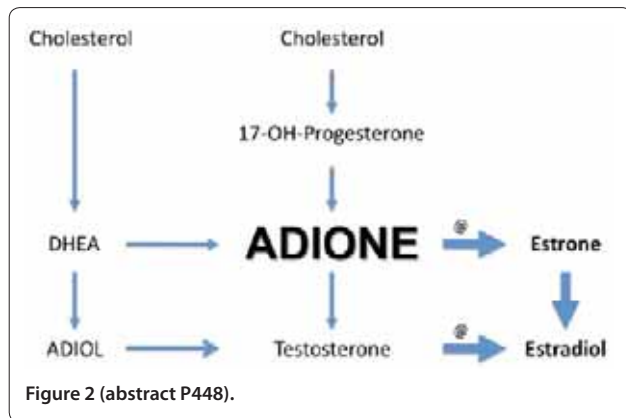 Cholesterol Cholesterol
17-OH-Progesterone
@
DHEA ADIONE Estrone
@
ADIOL Testosterone Estradiol
Figure 2 (abstract P448).